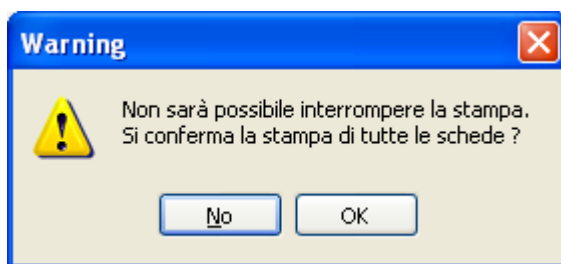 Warning
Non sarà possibile interrompere la stampa.
Si conferma la stampa di tutte le schede ?
No
OK